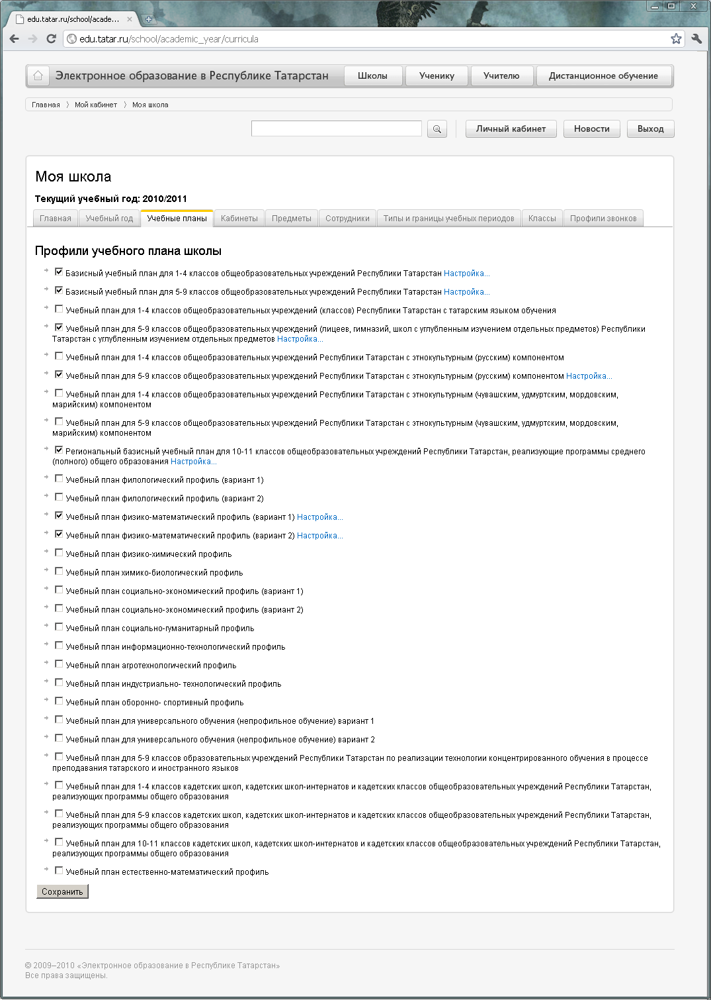 edu.tatar.ru/school/acade...
edu.tatar.ru/school/academic_year/curricula
Электронное образование в Республике Татарстан
Школы
Ученику
Учителю
Дистанционное обучение
Главная
Мой кабинет
Моя школа
Личный кабинет
Новости
Выход
Моя школа
Текущий учебный год: 2010/2011
Главная
Учебный год
Учебные планы
Кабинеты
Предметы
Сотрудники
Типы и границы учебных периодов
Классы
Профили звонков
Профили учебного плана школы
Базисный учебный план для 1-4 классов общеобразовательных учреждений Республики Татарстан Настройка...
Базисный учебный план для 5-9 классов общеобразовательных учреждений Республики Татарстан Настройка...
Учебный план для 1-4 классов общеобразовательных учреждений (классов) Республики Татарстан с татарским языком обучения
Учебный план для 5-9 классов общеобразовательных учреждений (лицеев, гимназий, школ с углубленным изучением отдельных предметов) Республики
Татарстан с углубленным изучением отдельных предметов Настройка...
Учебный план для 1-4 классов общеобразовательных учреждений Республики Татарстан с этнокультурным (русским) компонентом
Учебный план для 5-9 классов общеобразовательных учреждений Республики Татарстан с этнокультурным (русским) компонентом Настройка...
Учебный план для 1-4 классов общеобразовательных учреждений Республики Татарстан с этнокультурным (чувашским, удмуртским, мордовским,
марийским) компонентом
Учебный план для 5-9 классов общеобразовательных учреждений Республики Татарстан с этнокультурным (чувашским, удмуртским, мордовским,
марийским) компонентом
Региональный базисный учебный план для 10-11 классов общеобразовательных учреждений Республики Татарстан, реализующие программы среднего
(полного) общего образования Настройка...
Учебный план филологический профиль (вариант 1)
Учебный план филологический профиль (вариант 2)
Учебный план физико-математический профиль (вариант 1) Настройка...
Учебный план физико-математический профиль (вариант 2) Настройка...
Учебный план физико-химический профиль
Учебный план химико-биологический профиль
Учебный план социально-экономический профиль (вариант 1)
Учебный план социально-экономический профиль (вариант 2)
Учебный план социально-гуманитарный профиль
Учебный план информационно-технологический профиль
Учебный план агротехнологический профиль
Учебный план индустриально- технологический профиль
Учебный план оборонно- спортивный профиль
Учебный план для универсального обучения (непрофильное обучение) вариант 1
Учебный план для универсального обучения (непрофильное обучение) вариант 2
Учебный план для 5-9 классов образовательных учреждений Республики Татарстан по реализации технологии концентрированного обучения в процессе
преподавания татарского и иностранного языков
Учебный план для 1-4 классов кадетских школ, кадетских школ-интернатов и кадетских классов общеобразовательных учреждений Республики Татарстан,
реализующих программы общего образования
Учебный план для 5-9 классов кадетских школ, кадетских школ-интернатов и кадетских классов общеобразовательных учреждений Республики Татарстан,
реализующих программы общего образования
Учебный план для 10-11 классов кадетских школ, кадетских школ-интернатов и кадетских классов общеобразовательных учреждений Республики Татарстан,
реализующих программы общего образования
Учебный план естественно-математический профиль
Сохранить
© 2009–2010 «Электронное образование в Республике Татарстан»
Все права защищены.